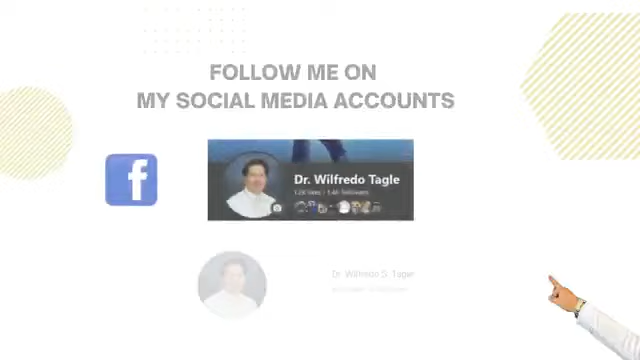 FOLLOW ME ON
MY SOCIAL MEDIA ACCOUNTS
f
Dr. Wilfredo Tagle
Dr. Wilfredo S. Tagle